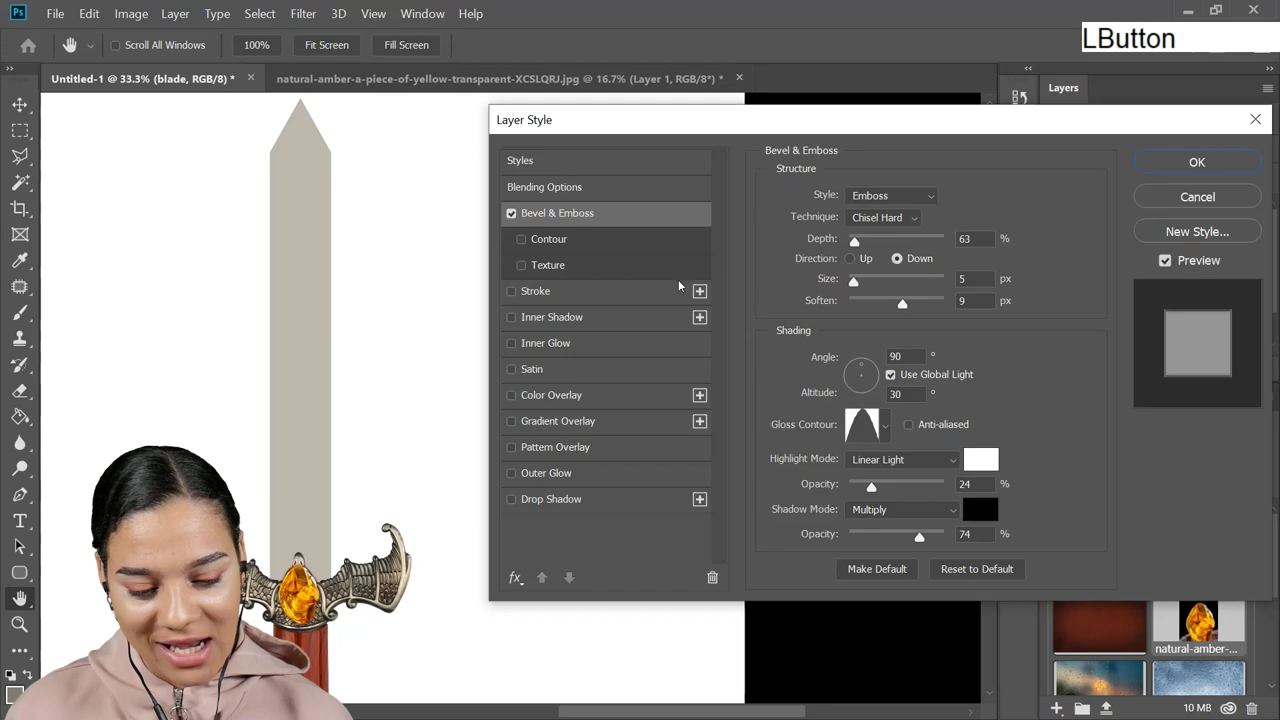 Ps File Edit Image Layer Type Select Filter 3D View Window Help
LButton
Scroll All Windows 100% Fit Screen Fill Screen
Untitled-1 @ 33.3% (blade, RGB/8) * natural-amber-a-piece-of-yellow-transparent-XCSLQRJ.jpg @ 16.7% (Layer 1, RGB/8*) *
Layers
Layer Style
Styles
Blending Options
Bevel & Emboss
Contour
Texture
Stroke
Inner Shadow
Inner Glow
Satin
Color Overlay
Gradient Overlay
Pattern Overlay
Outer Glow
Drop Shadow
fx
Bevel & Emboss
Structure
Style: Emboss
Technique: Chisel Hard
Depth: 63 %
Direction: Up Down
Size: 5 px
Soften: 9 px
Shading
Angle: 90 °
Use Global Light
Altitude: 30 °
Gloss Contour: Anti-aliased
Highlight Mode: Linear Light
Opacity: 24 %
Shadow Mode: Multiply
Opacity: 74 %
Make Default Reset to Default
OK
Cancel
New Style...
Preview
natural-amber-...
10 MB